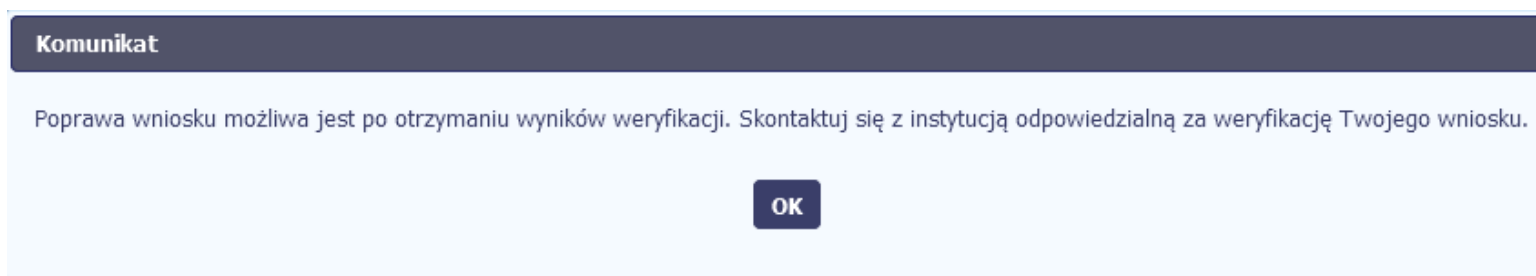 Komunikat
Poprawa wniosku możliwa jest po otrzymaniu wyników weryfikacji. Skontaktuj się z instytucją odpowiedzialną za weryfikację Twojego wniosku.
OK